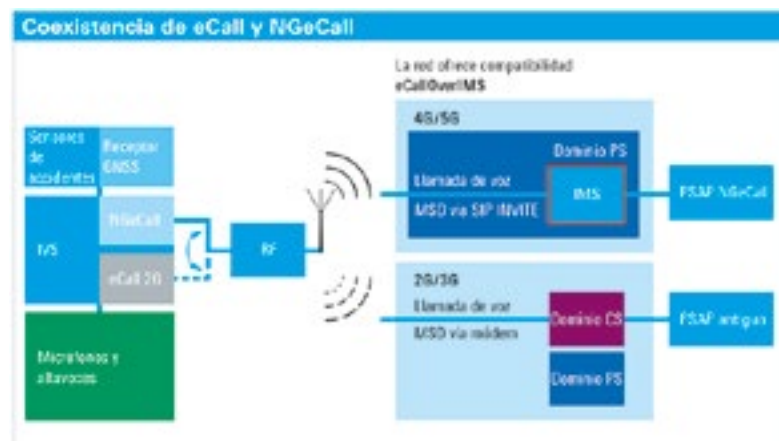 Coexistencia de eCall y NGeCall
La red ofrece compatibilidad
eCallOverIMS
4G/5G
Dominio PS
Llamada de voz
MSD vía SIP INVITE
IMS
PSAP NGeCall
Sensores
de
accidentes
Receptor
GNSS
IVS
NGeCall
eCall 2G
RF
2G/3G
Llamada de voz
MSD vía módem
Dominio CS
PSAP antiguo
Dominio PS
Micrófonos y
altavoces